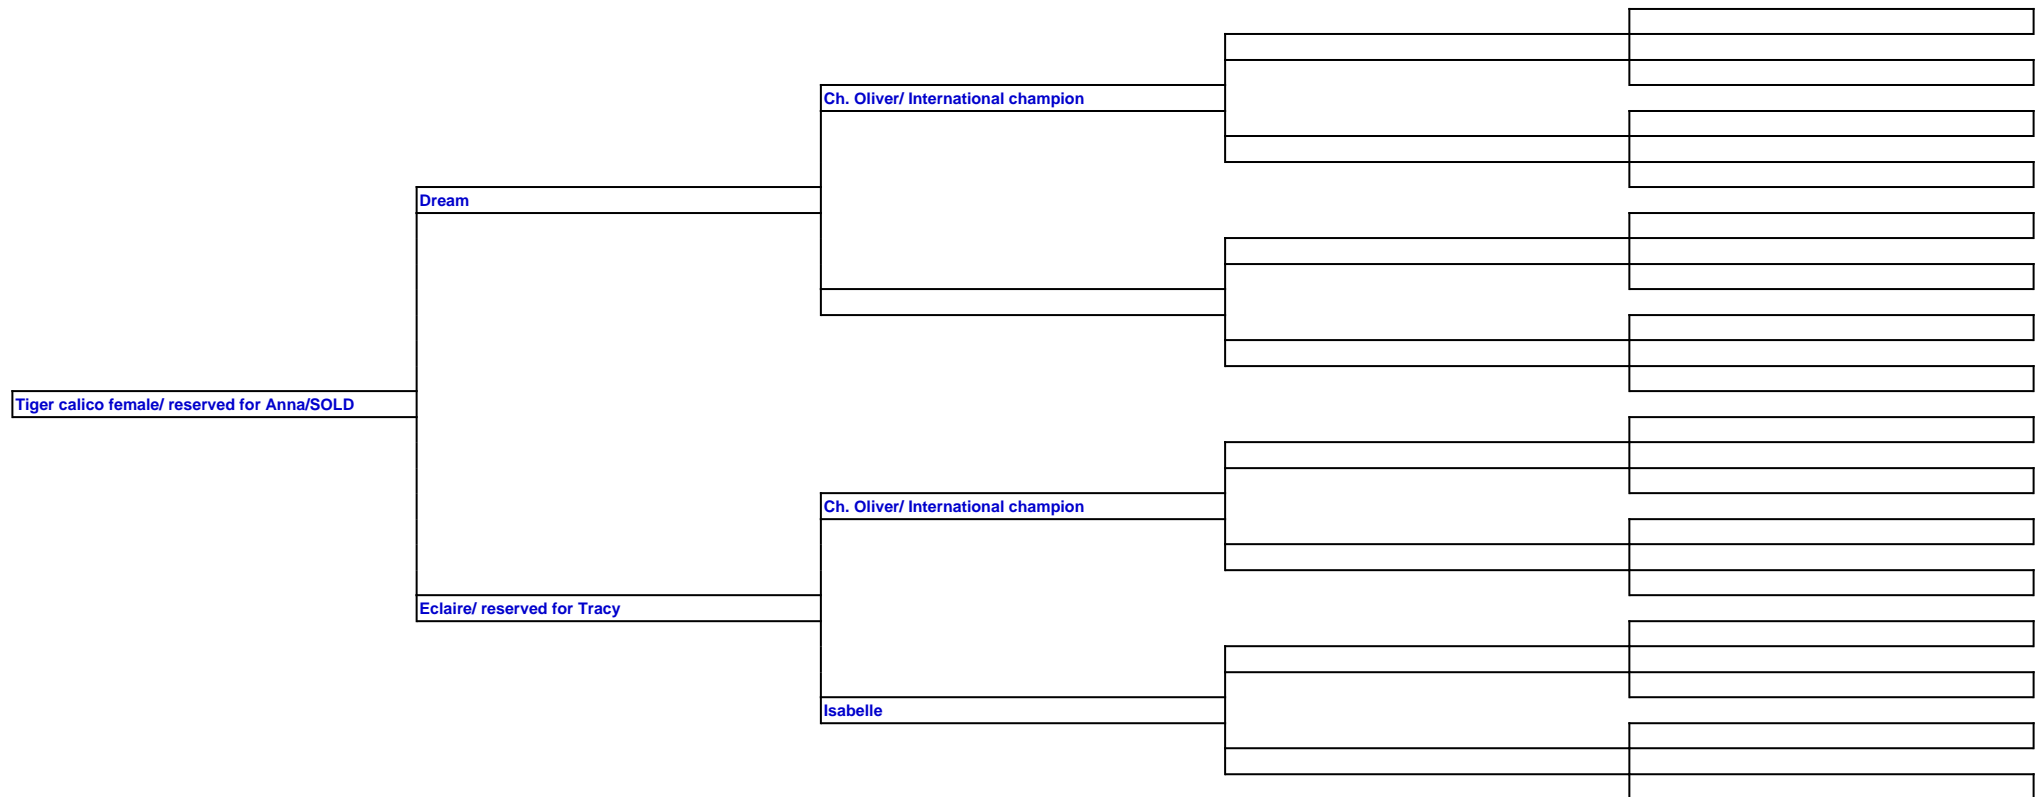 Ch. Oliver/ International champion
Dream
Tiger calico female/ reserved for Anna/SOLD
Ch. Oliver/ International champion
Eclaire/ reserved for Tracy
Isabelle